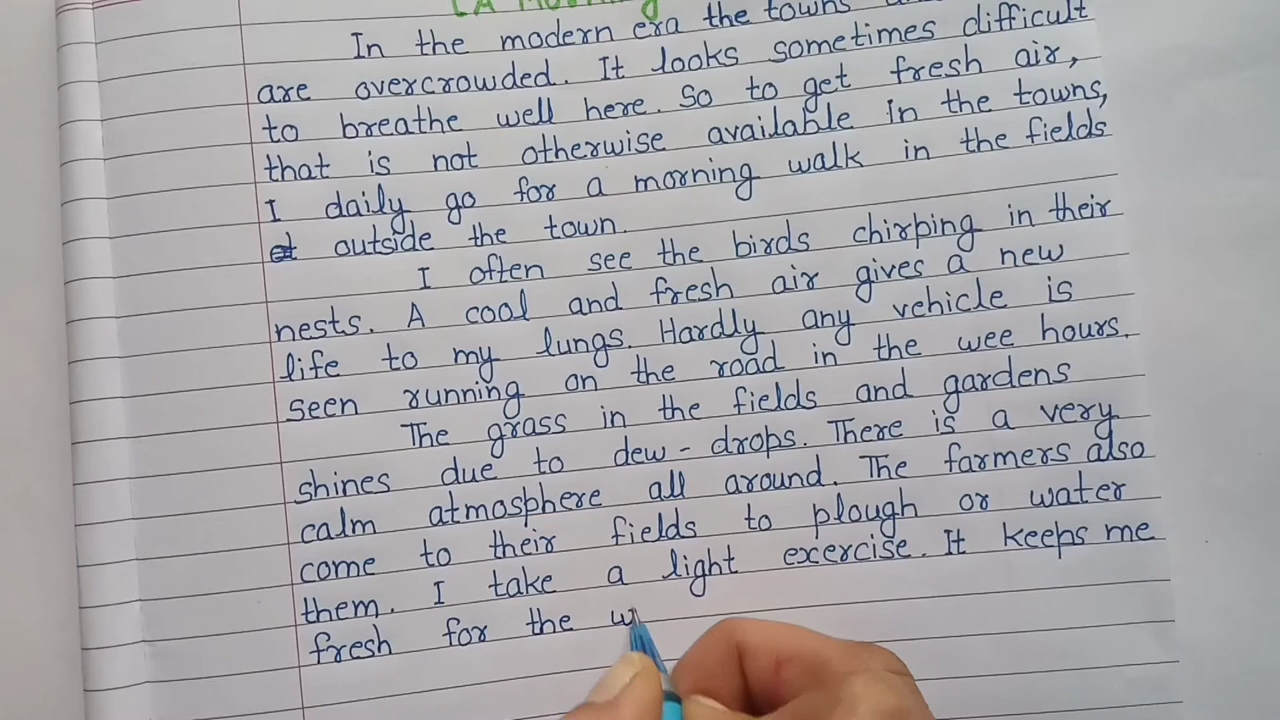 In the modern era the towns
are overcrowded. It looks sometimes difficult
to breathe well here. So to get fresh air,
that is not otherwise available in the towns,
I daily go for a morning walk in the fields
outside the town.
I often see the birds chirping in their
nests. A cool and fresh air gives a new
life to my lungs. Hardly any vehicle is
seen running on the road in the wee hours.
The grass in the fields and gardens
shines due to dew - drops. There is a very
calm atmosphere all around. The farmers also
come to their fields to plough or water
them. I take a light exercise. It keeps me
fresh for the w